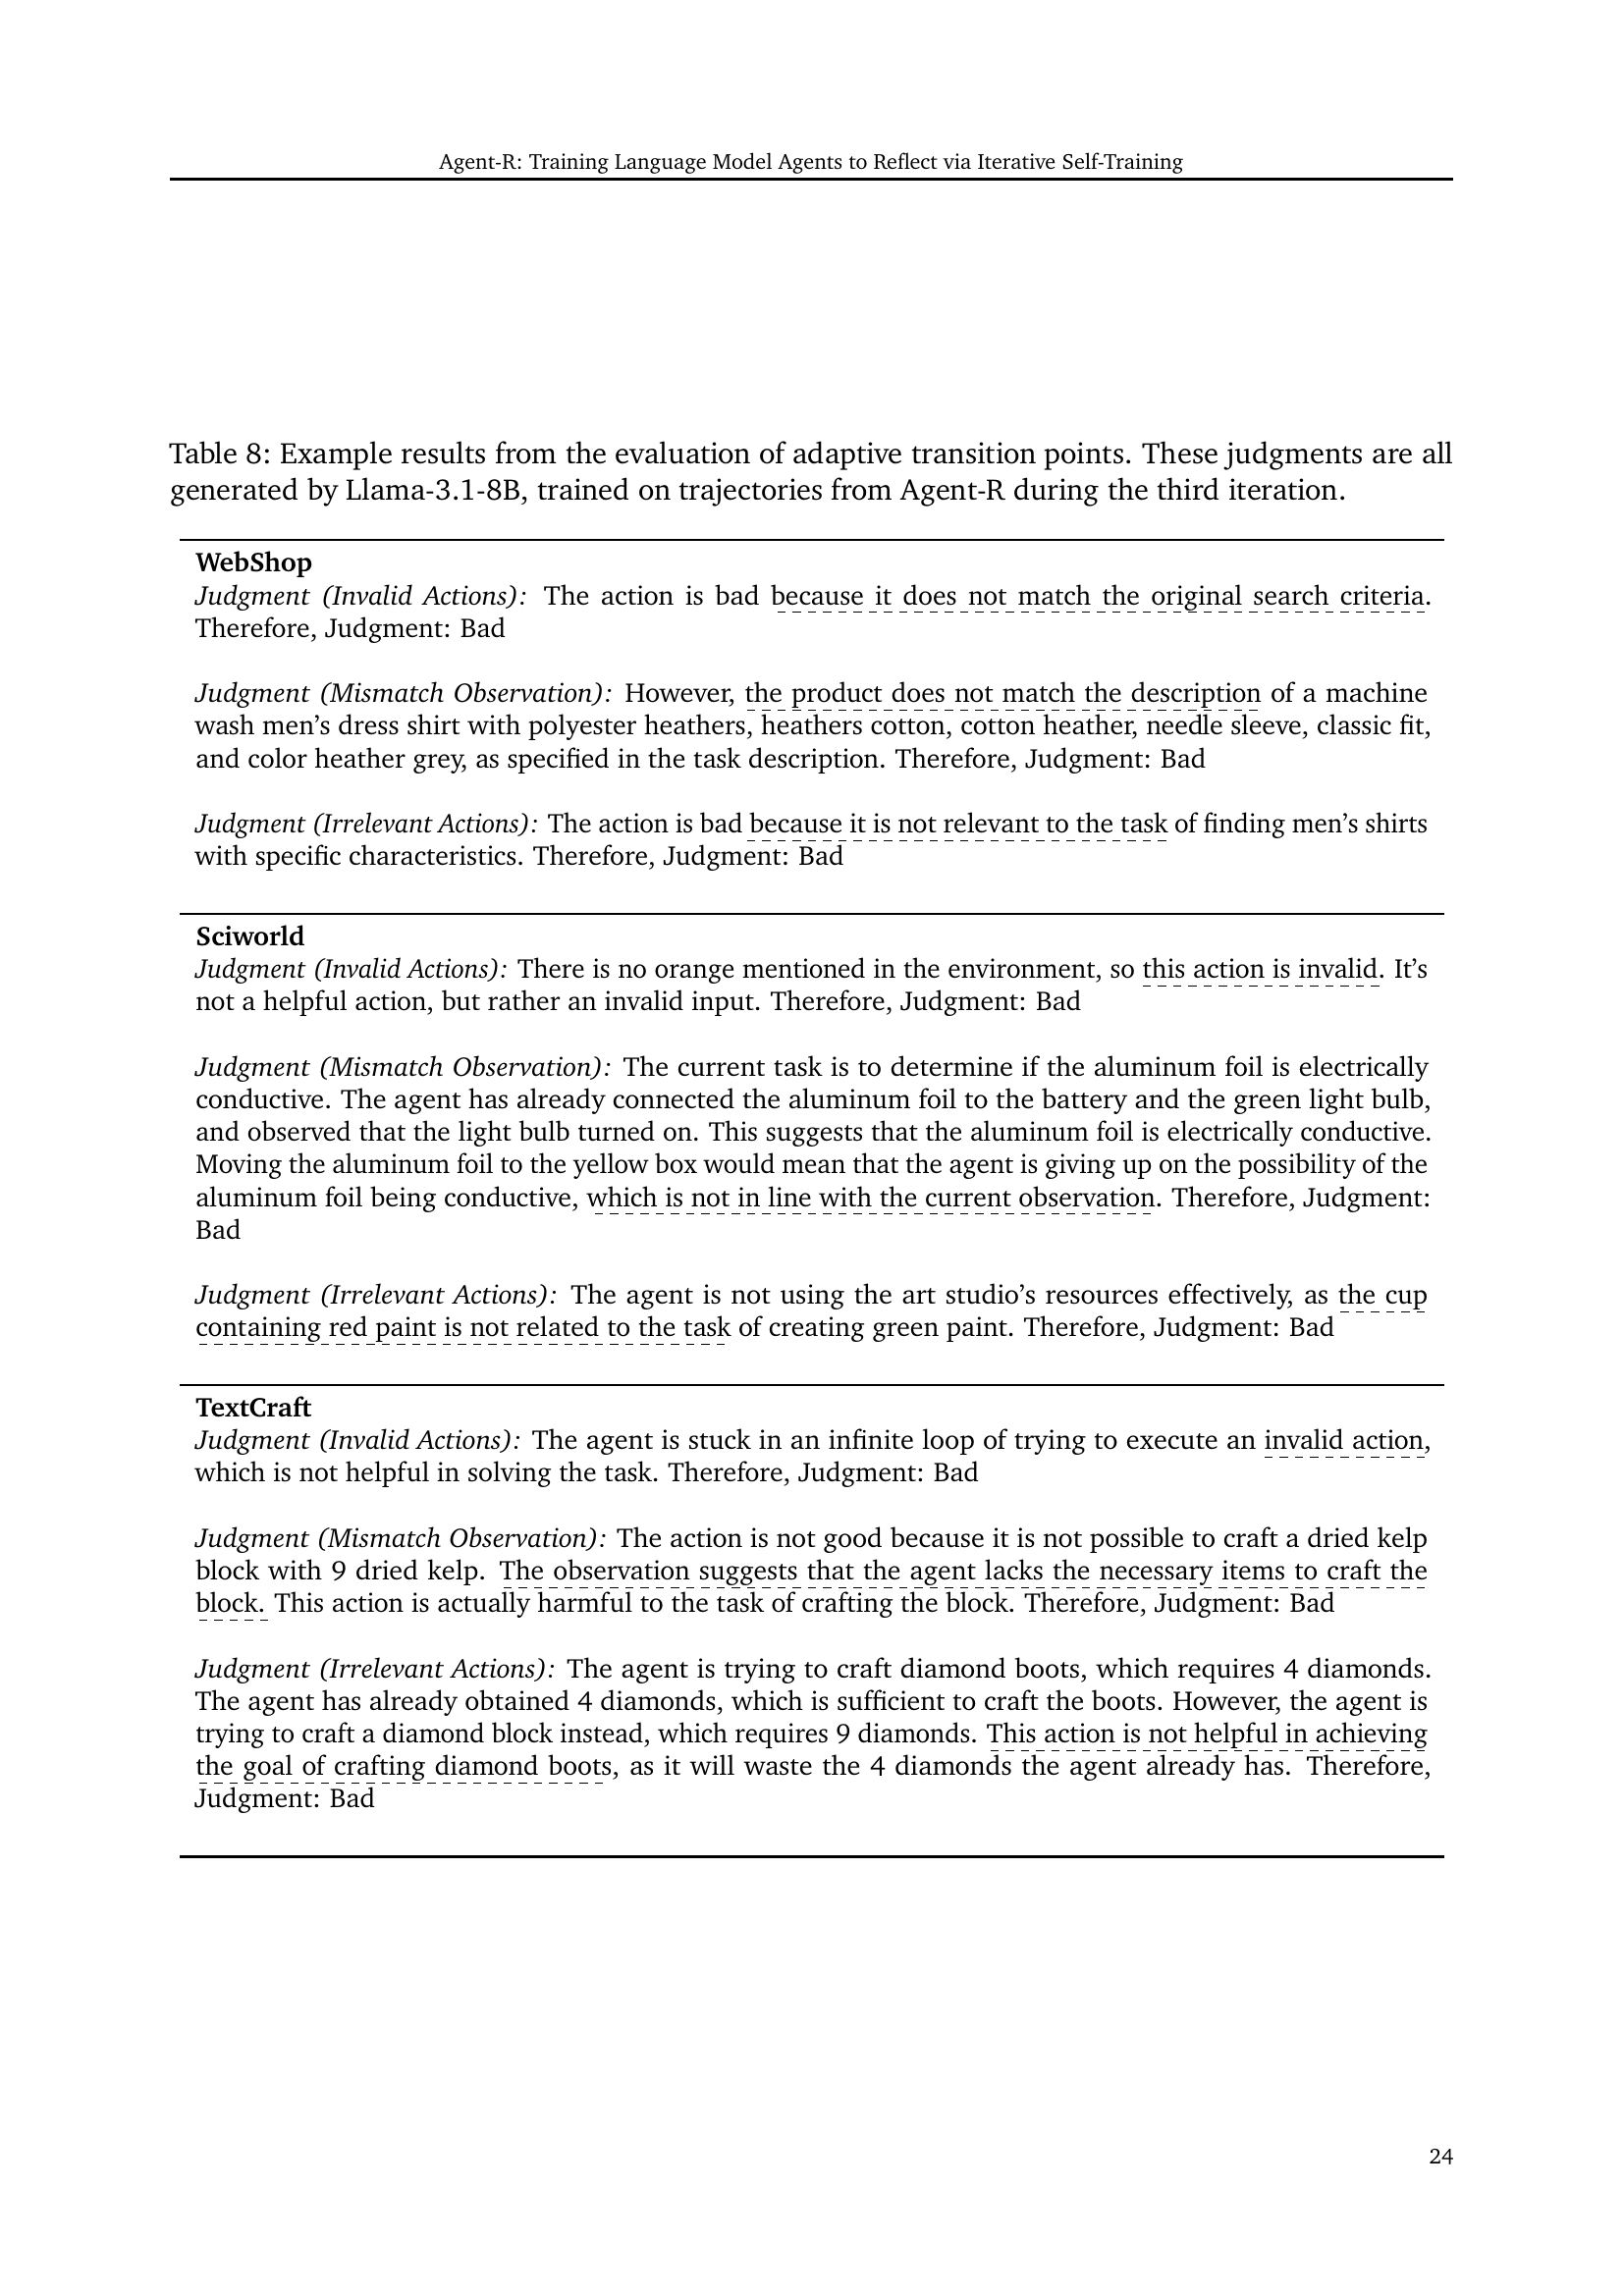 Agent-R: Training Language Model Agents to Reflect via Iterative Self-Training
Table 8: Example results from the evaluation of adaptive transition points. These judgments are all
generated by Llama-3.1-8B, trained on trajectories from Agent-R during the third iteration.
WebShop
Judgment (Invalid Actions): The action is bad because it does not match the original search criteria.
Therefore, Judgment: Bad
Judgment (Mismatch Observation): However, the product does not match the description of a machine
wash men's dress shirt with polyester heathers, heathers cotton, cotton heather, needle sleeve, classic fit,
and color heather grey, as specified in the task description. Therefore, Judgment: Bad
Judgment (Irrelevant Actions): The action is bad because it is not relevant to the task of finding men's shirts
with specific characteristics. Therefore, Judgment: Bad
Sciworld
Judgment (Invalid Actions): There is no orange mentioned in the environment, so this action is invalid. It's
not a helpful action, but rather an invalid input. Therefore, Judgment: Bad
Judgment (Mismatch Observation): The current task is to determine if the aluminum foil is electrically
conductive. The agent has already connected the aluminum foil to the battery and the green light bulb,
and observed that the light bulb turned on. This suggests that the aluminum foil is electrically conductive.
Moving the aluminum foil to the yellow box would mean that the agent is giving up on the possibility of the
aluminum foil being conductive, which is not in line with the current observation. Therefore, Judgment:
Bad
Judgment (Irrelevant Actions): The agent is not using the art studio's resources effectively, as the cup
containing red paint is not related to the task of creating green paint. Therefore, Judgment: Bad
TextCraft
Judgment (Invalid Actions): The agent is stuck in an infinite loop of trying to execute an invalid action,
which is not helpful in solving the task. Therefore, Judgment: Bad
Judgment (Mismatch Observation): The action is not good because it is not possible to craft a dried kelp
block with 9 dried kelp. The observation suggests that the agent lacks the necessary items to craft the
block. This action is actually harmful to the task of crafting the block. Therefore, Judgment: Bad
Judgment (Irrelevant Actions): The agent is trying to craft diamond boots, which requires 4 diamonds.
The agent has already obtained 4 diamonds, which is sufficient to craft the boots. However, the agent is
trying to craft a diamond block instead, which requires 9 diamonds. This action is not helpful in achieving
the goal of crafting diamond boots, as it will waste the 4 diamonds the agent already has. Therefore,
Judgment: Bad
24